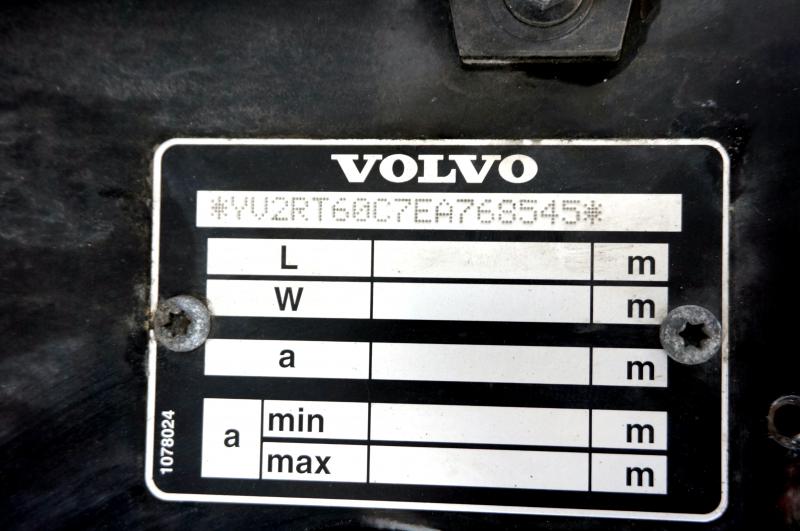 VOLVO
*YV2RT60C7EA768545*
L m
W m
a m
a min m
max m
1078024